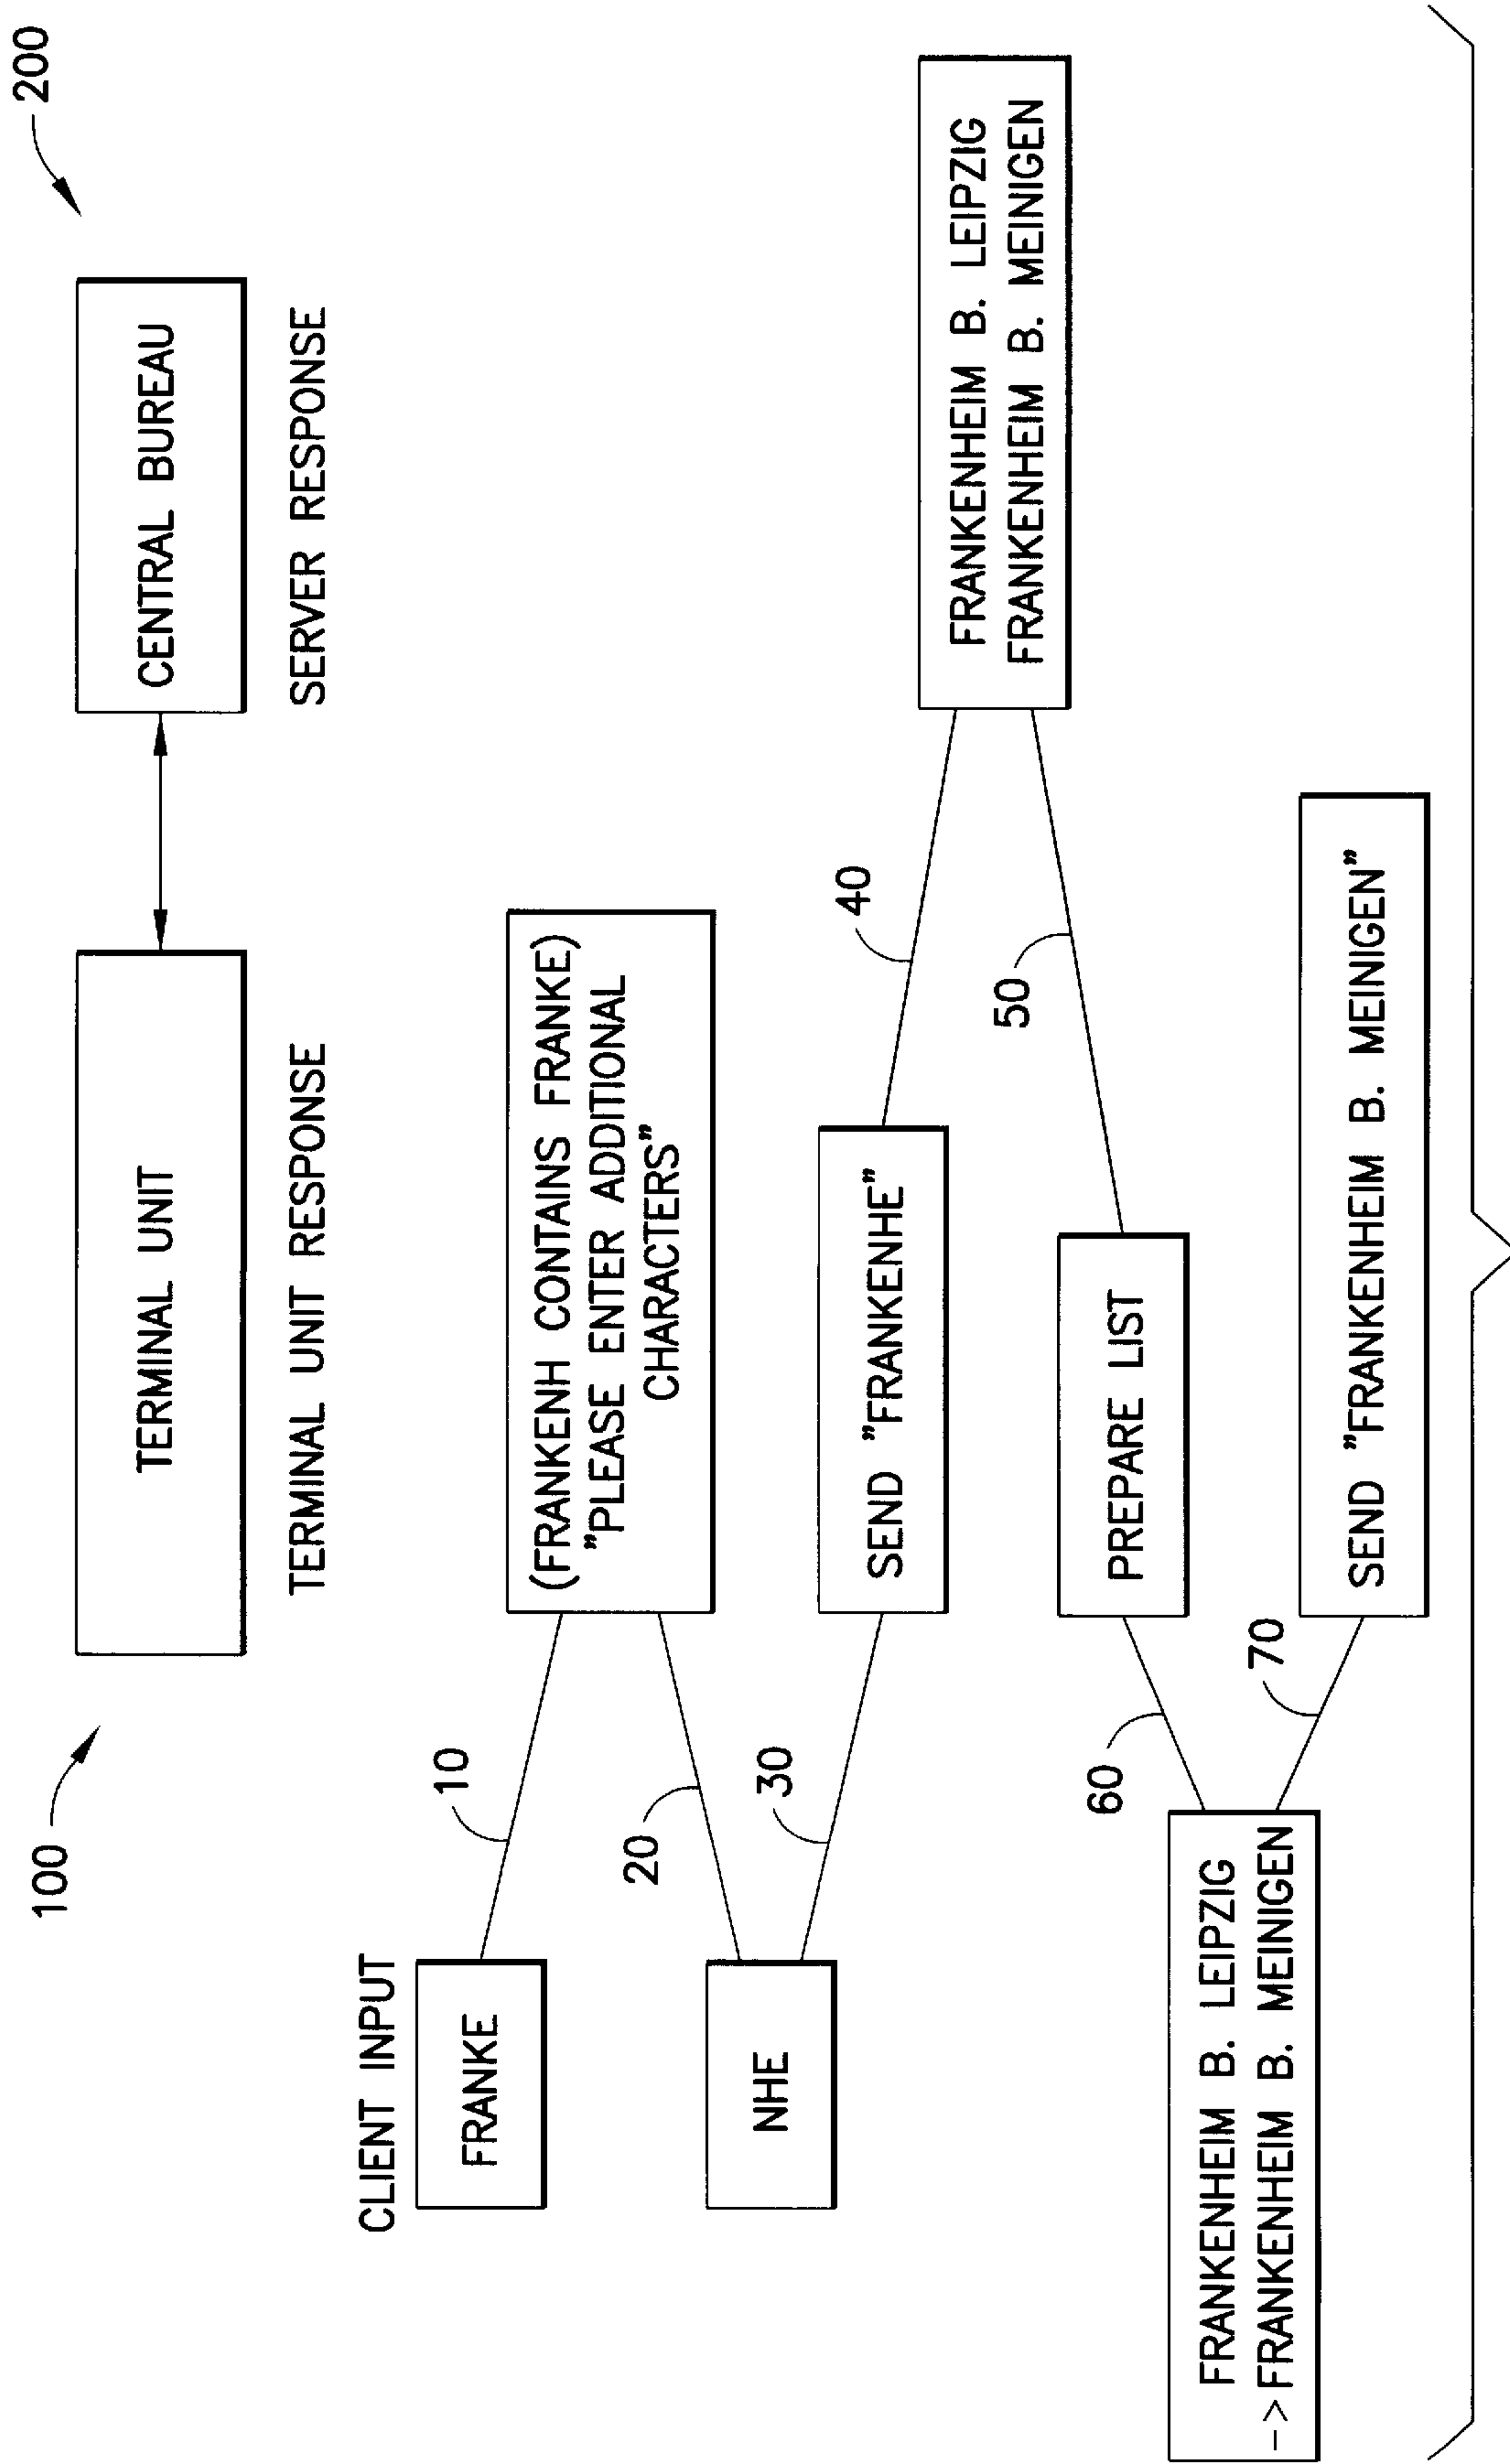 200
100
TERMINAL UNIT
CENTRAL BUREAU
TERMINAL UNIT RESPONSE
SERVER RESPONSE
CLIENT INPUT
FRANKE
10
(FRANKENH CONTAINS FRANKE)
"PLEASE ENTER ADDITIONAL
CHARACTERS"
20
NHE
30
SEND "FRANKENHE"
40
FRANKENHEIM B. LEIPZIG
FRANKENHEIM B. MEINIGEN
50
PREPARE LIST
60
FRANKENHEIM B. LEIPZIG
-->FRANKENHEIM B. MEINIGEN
70
SEND "FRANKENHEIM B. MEINIGEN"